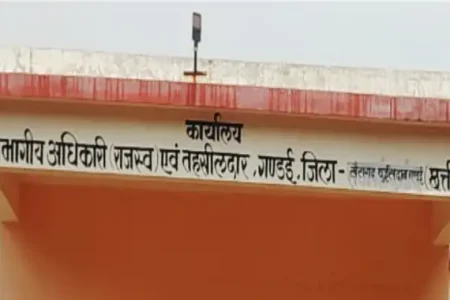 कार्यालय
भागीय अधिकारी (राजस्व) एवं तहसीलदार, गण्डई, जिला-